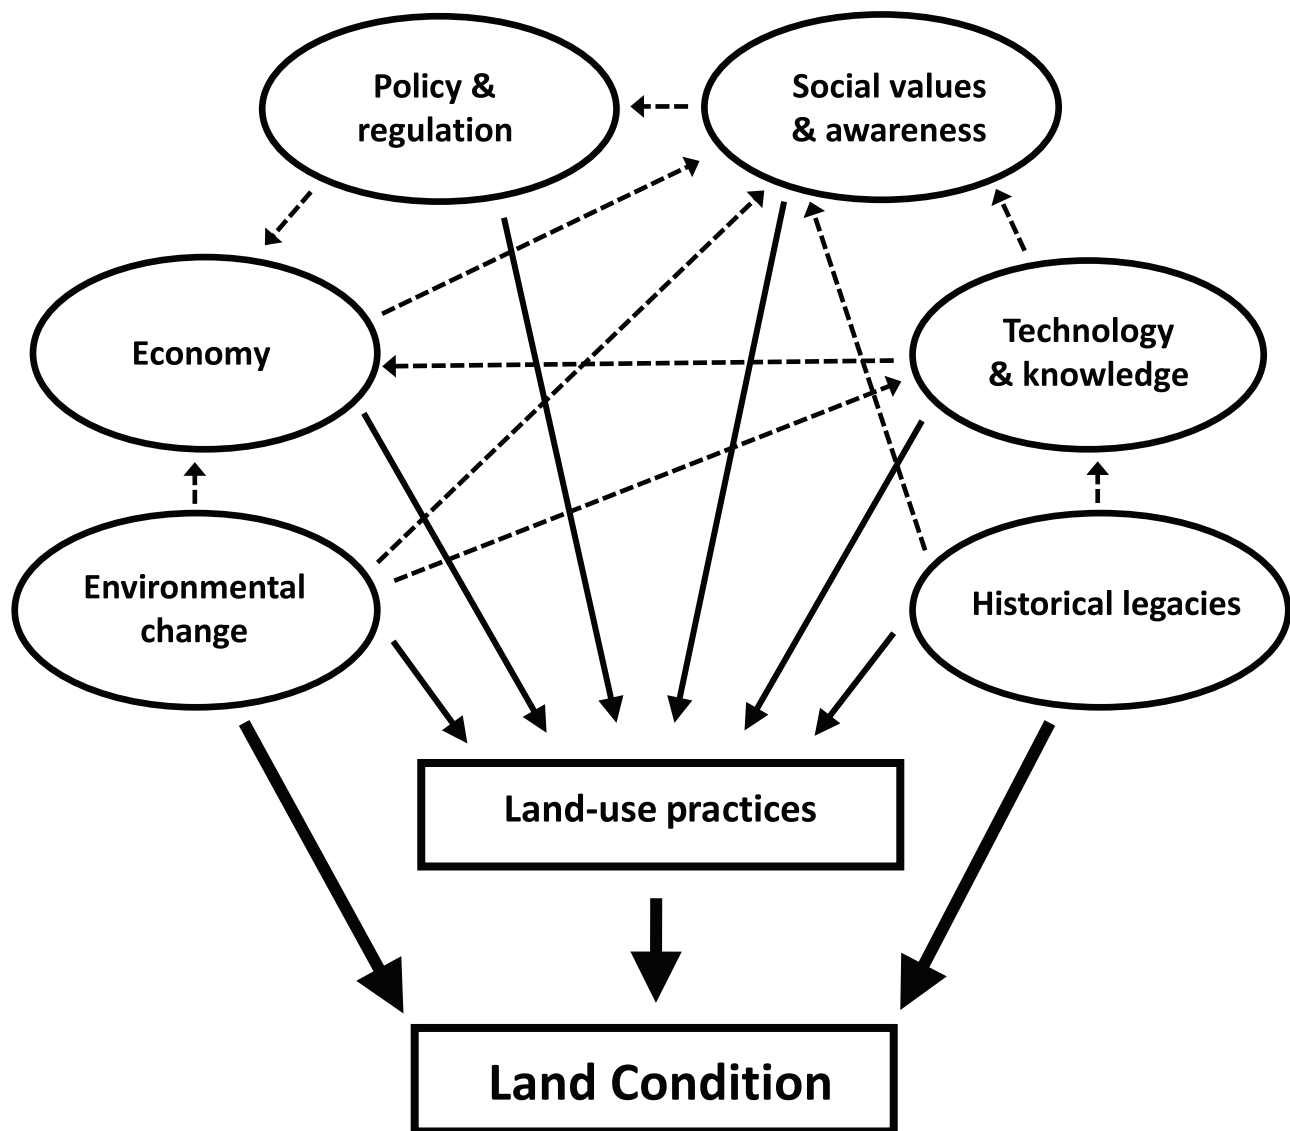 Policy &
regulation
Social values
& awareness
Economy
Technology
& knowledge
Environmental
change
Historical legacies
Land-use practices
Land Condition